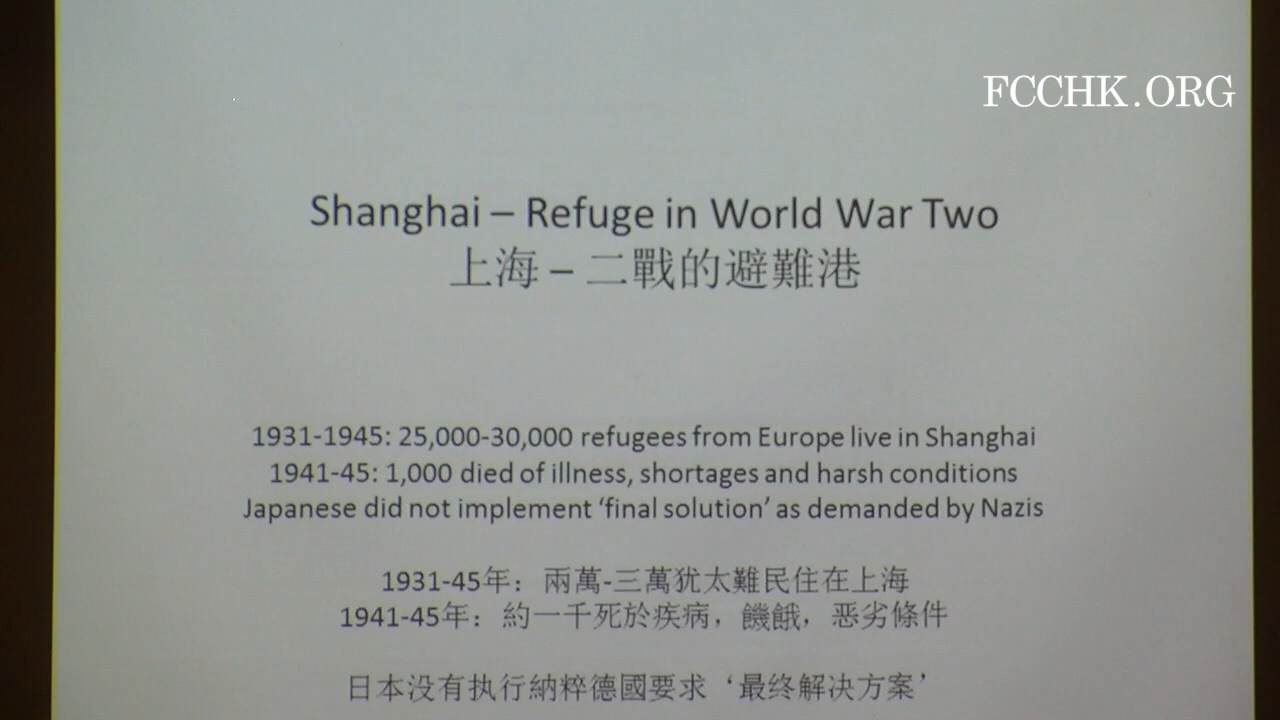 FCCHK.ORG
Shanghai – Refuge in World War Two
上海 – 二戰的避難港
1931-1945: 25,000-30,000 refugees from Europe live in Shanghai
1941-45: 1,000 died of illness, shortages and harsh conditions
Japanese did not implement ‘final solution’ as demanded by Nazis
1931-45年：兩萬-三萬犹太難民住在上海
1941-45年：約一千死於疾病，饑餓，恶劣條件
日本没有执行納粹德國要求‘最终解决方案’